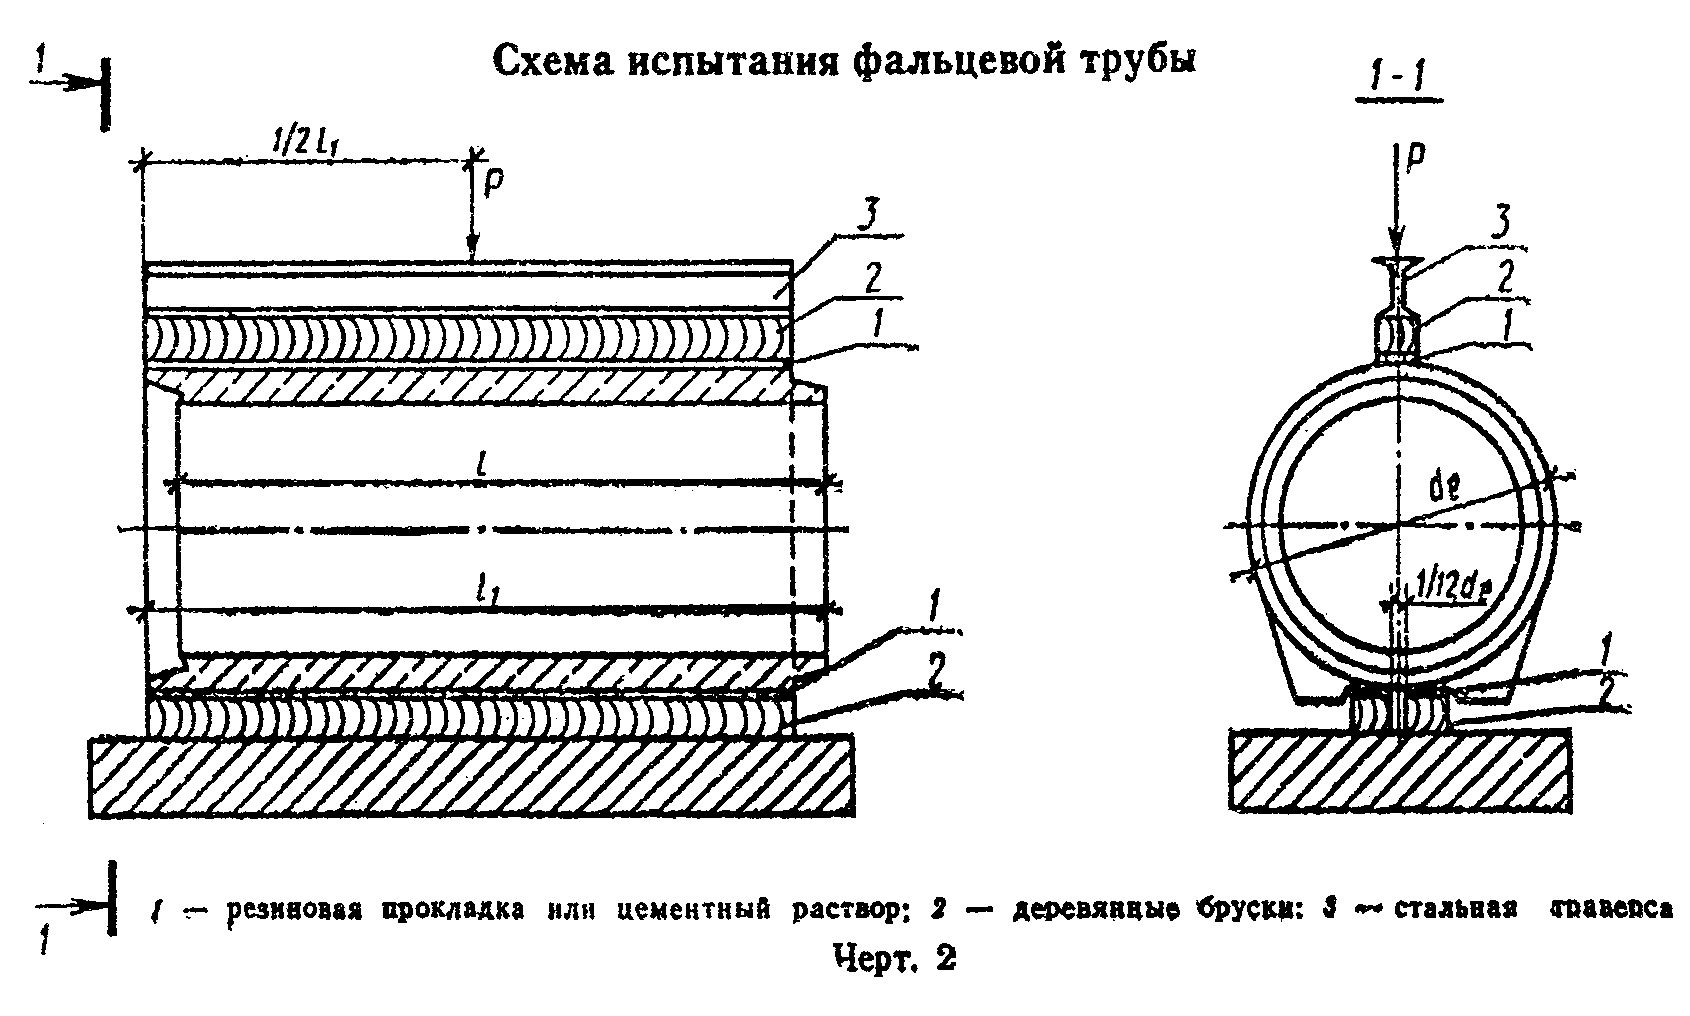 Схема испытания фальцевой трубы
1
1-1
1/2 l₁
P
P
3
2
1
3
2
1
l
de
l₁
1/12de
1
2
1
2
1 — резиновая прокладка или цементный раствор; 2 — деревянные бруски; 3 — стальная траверса
1
Черт. 2